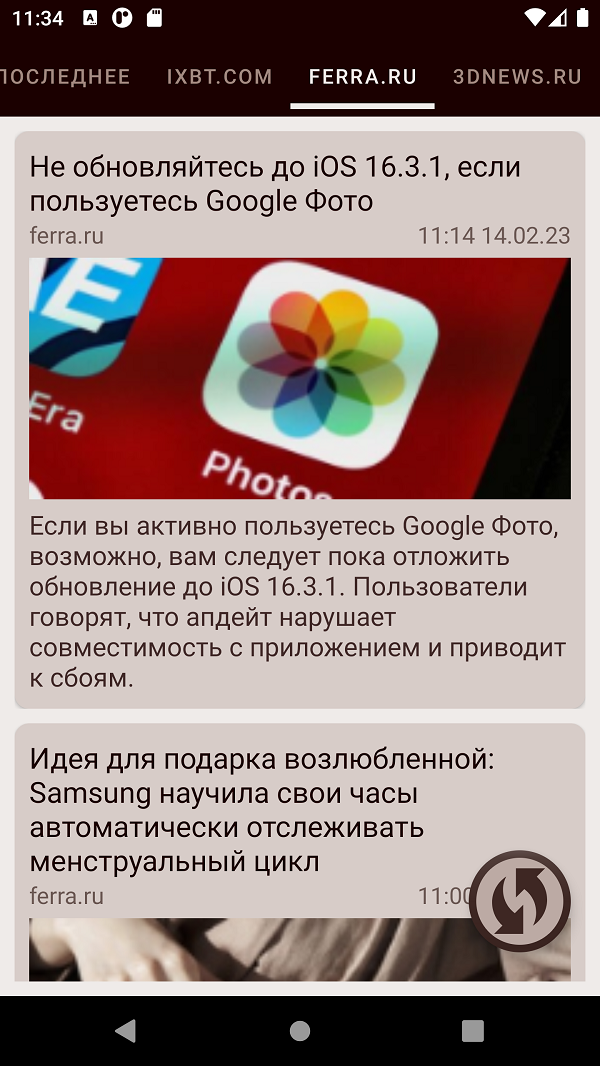 11:34
ПОСЛЕДНЕЕ IXBT.COM FERRA.RU 3DNEWS.RU
Не обновляйтесь до iOS 16.3.1, если
пользуетесь Google Фото
ferra.ru 11:14 14.02.23
Era
Photos
Если вы активно пользуетесь Google Фото,
возможно, вам следует пока отложить
обновление до iOS 16.3.1. Пользователи
говорят, что апдейт нарушает
совместимость с приложением и приводит
к сбоям.
Идея для подарка возлюбленной:
Samsung научила свои часы
автоматически отслеживать
менструальный цикл
ferra.ru 11:00